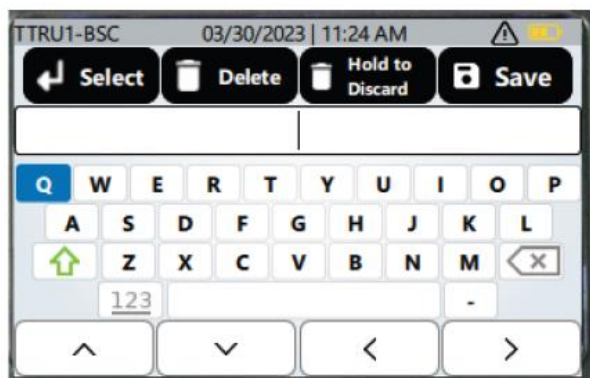 TTRU1-BSC 03/30/2023 | 11:24 AM
Select Delete Hold to Discard Save
Q W E R T Y U I O P
A S D F G H J K L
Z X C V B N M
123 -